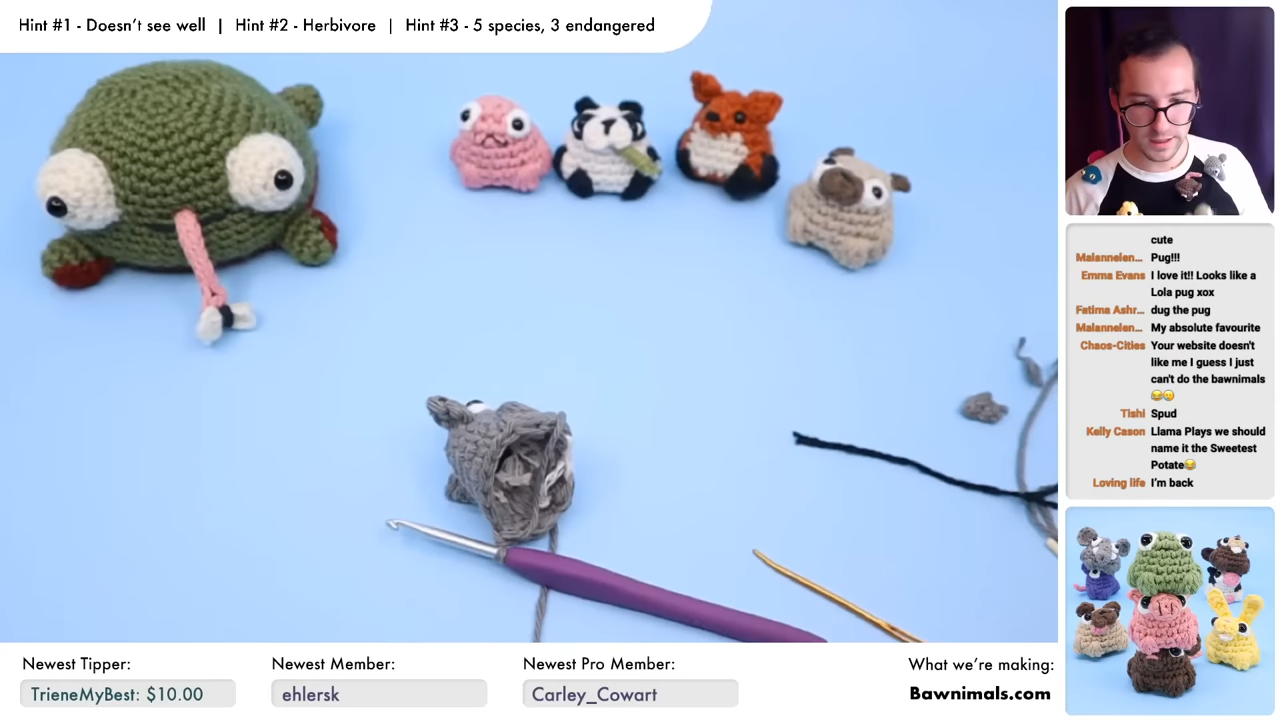 Hint #1 - Doesn't see well | Hint #2 - Herbivore | Hint #3 - 5 species, 3 endangered
cute
Malannelen... Pug!!!
Emma Evans I love it!! Looks like a
Lola pug xox
Fatima Ashr... dug the pug
Malannelen... My absolute favourite
Chaos-Cities Your website doesn't
like me I guess I just
can't do the bawnimals
😂🥲
Tishi Spud
Kelly Cason Llama Plays we should
name it the Sweetest
Potate😂
Loving life I'm back
Newest Tipper: Newest Member: Newest Pro Member: What we're making:
TrieneMyBest: $10.00 ehlersk Carley_Cowart Bawnimals.com